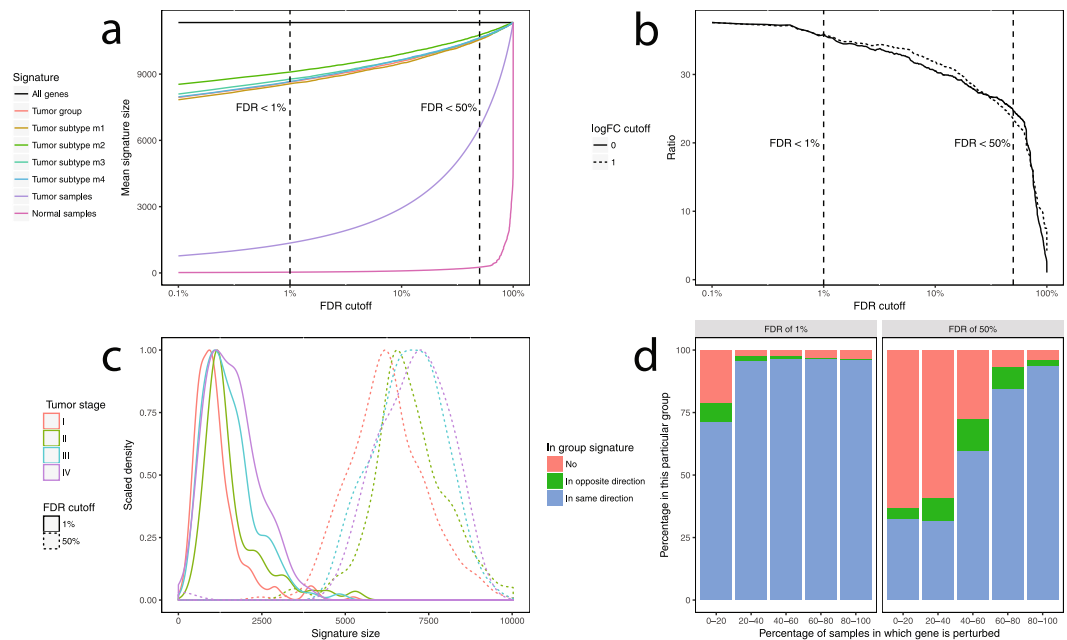 a
Signature
All genes
Tumor group
Tumor subtype m1
Tumor subtype m2
Tumor subtype m3
Tumor subtype m4
Tumor samples
Normal samples
Mean signature size
9000
6000
3000
0
FDR < 1%
FDR < 50%
0.1%
1%
10%
100%
FDR cutoff
b
logFC cutoff
0
1
Ratio
30
20
10
0
FDR < 1%
FDR < 50%
0.1%
1%
10%
100%
FDR cutoff
c
Tumor stage
I
II
III
IV
FDR cutoff
1%
50%
Scaled density
1.00
0.75
0.50
0.25
0.00
0
2500
5000
7500
10000
Signature size
d
In group signature
No
In opposite direction
In same direction
Percentage in this particular group
100
75
50
25
0
FDR of 1%
FDR of 50%
0–20
20–40
40–60
60–80
80–100
0–20
20–40
40–60
60–80
80–100
Percentage of samples in which gene is perturbed